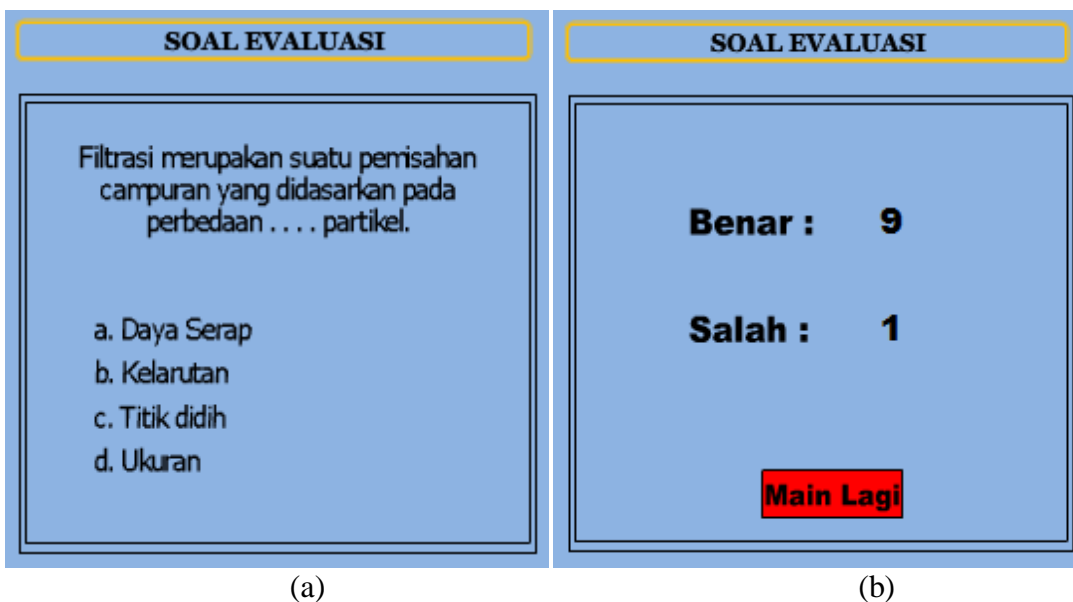 SOAL EVALUASI
Filtrasi merupakan suatu pemisahan
campuran yang didasarkan pada
perbedaan . . . . partikel.
a. Daya Serap
b. Kelarutan
c. Titik didih
d. Ukuran
(a)
SOAL EVALUASI
Benar : 9
Salah : 1
Main Lagi
(b)